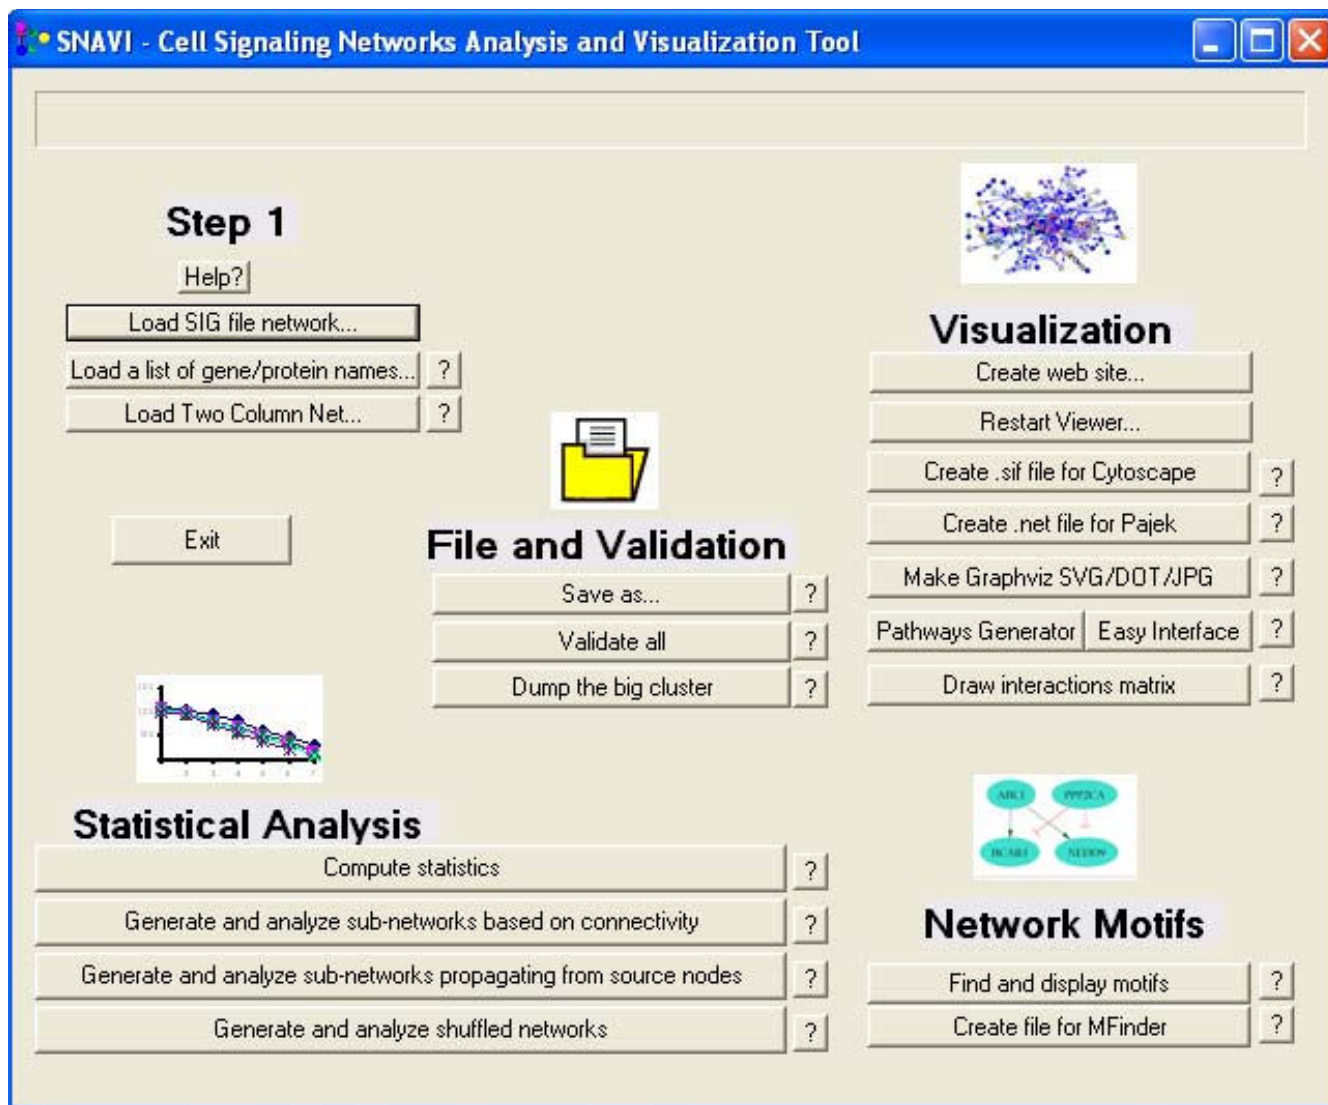 SNAVI - Cell Signaling Networks Analysis and Visualization Tool
Step 1
Help?
Load SIG file network...
Load a list of gene/protein names... ?
Load Two Column Net... ?
Exit
File and Validation
Save as... ?
Validate all ?
Dump the big cluster ?
Visualization
Create web site...
Restart Viewer...
Create .sif file for Cytoscape ?
Create .net file for Pajek ?
Make Graphviz SVG/DOT/JPG ?
Pathways Generator Easy Interface ?
Draw interactions matrix ?
Statistical Analysis
Compute statistics ?
Generate and analyze sub-networks based on connectivity ?
Generate and analyze sub-networks propagating from source nodes ?
Generate and analyze shuffled networks ?
Network Motifs
Find and display motifs ?
Create file for MFinder ?